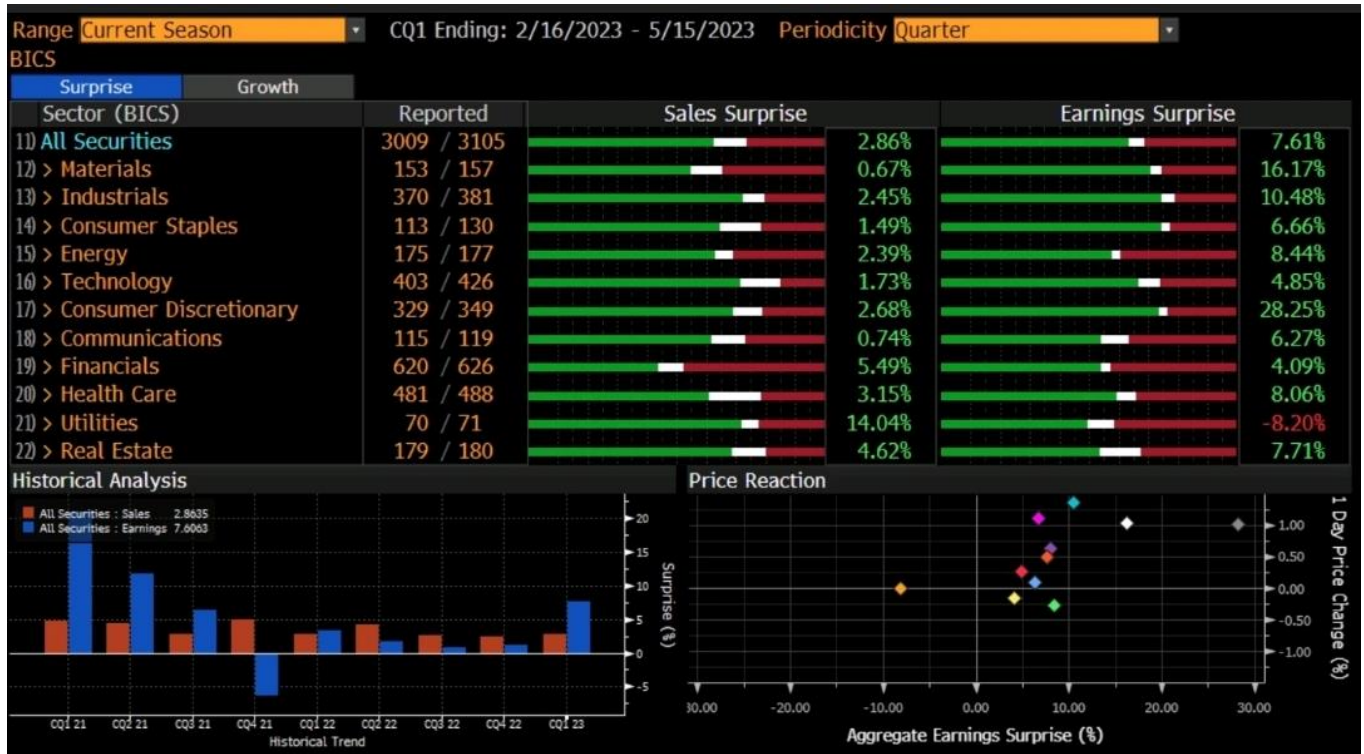 Range Current Season CQ1 Ending: 2/16/2023 - 5/15/2023 Periodicity Quarter
BICS
Surprise Growth
Sector (BICS) Reported Sales Surprise Earnings Surprise
11) All Securities 3009 / 3105 2.86% 7.61%
12) > Materials 153 / 157 0.67% 16.17%
13) > Industrials 370 / 381 2.45% 10.48%
14) > Consumer Staples 113 / 130 1.49% 6.66%
15) > Energy 175 / 177 2.39% 8.44%
16) > Technology 403 / 426 1.73% 4.85%
17) > Consumer Discretionary 329 / 349 2.68% 28.25%
18) > Communications 115 / 119 0.74% 6.27%
19) > Financials 620 / 626 5.49% 4.09%
20) > Health Care 481 / 488 3.15% 8.06%
21) > Utilities 70 / 71 14.04% -8.20%
22) > Real Estate 179 / 180 4.62% 7.71%
Historical Analysis
All Securities : Sales 2.8635
All Securities : Earnings 7.6063
20
15
10
5
0
-5
Surprise (%)
CQ1 21 CQ2 21 CQ3 21 CQ4 21 CQ1 22 CQ2 22 CQ3 22 CQ4 22 CQ1 23
Historical Trend
Price Reaction
1.00
0.50
0.00
-0.50
-1.00
1 Day Price Change (%)
30.00 -20.00 -10.00 0.00 10.00 20.00 30.00
Aggregate Earnings Surprise (%)